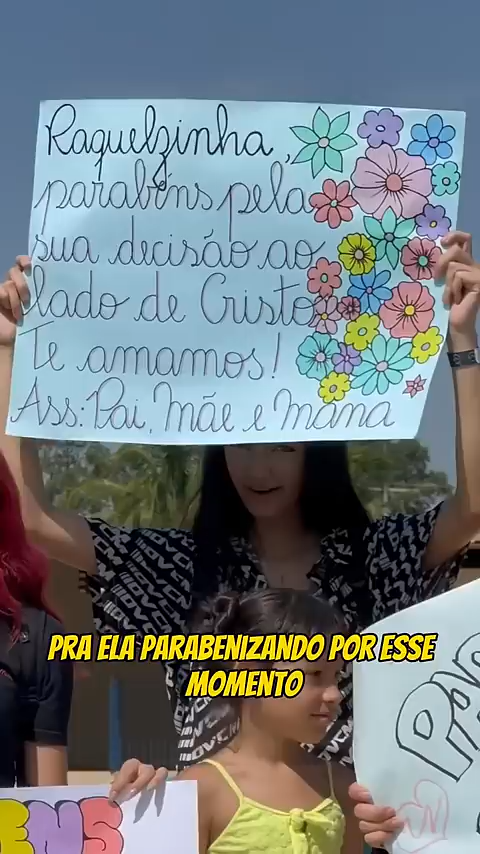 Raquelzinha,
parabéns pela
sua decisão ao
lado de Cristo
Te amamos!
Ass: Pai, Mãe e mana
PRA ELA PARABENIZANDO POR ESSE
MOMENTO